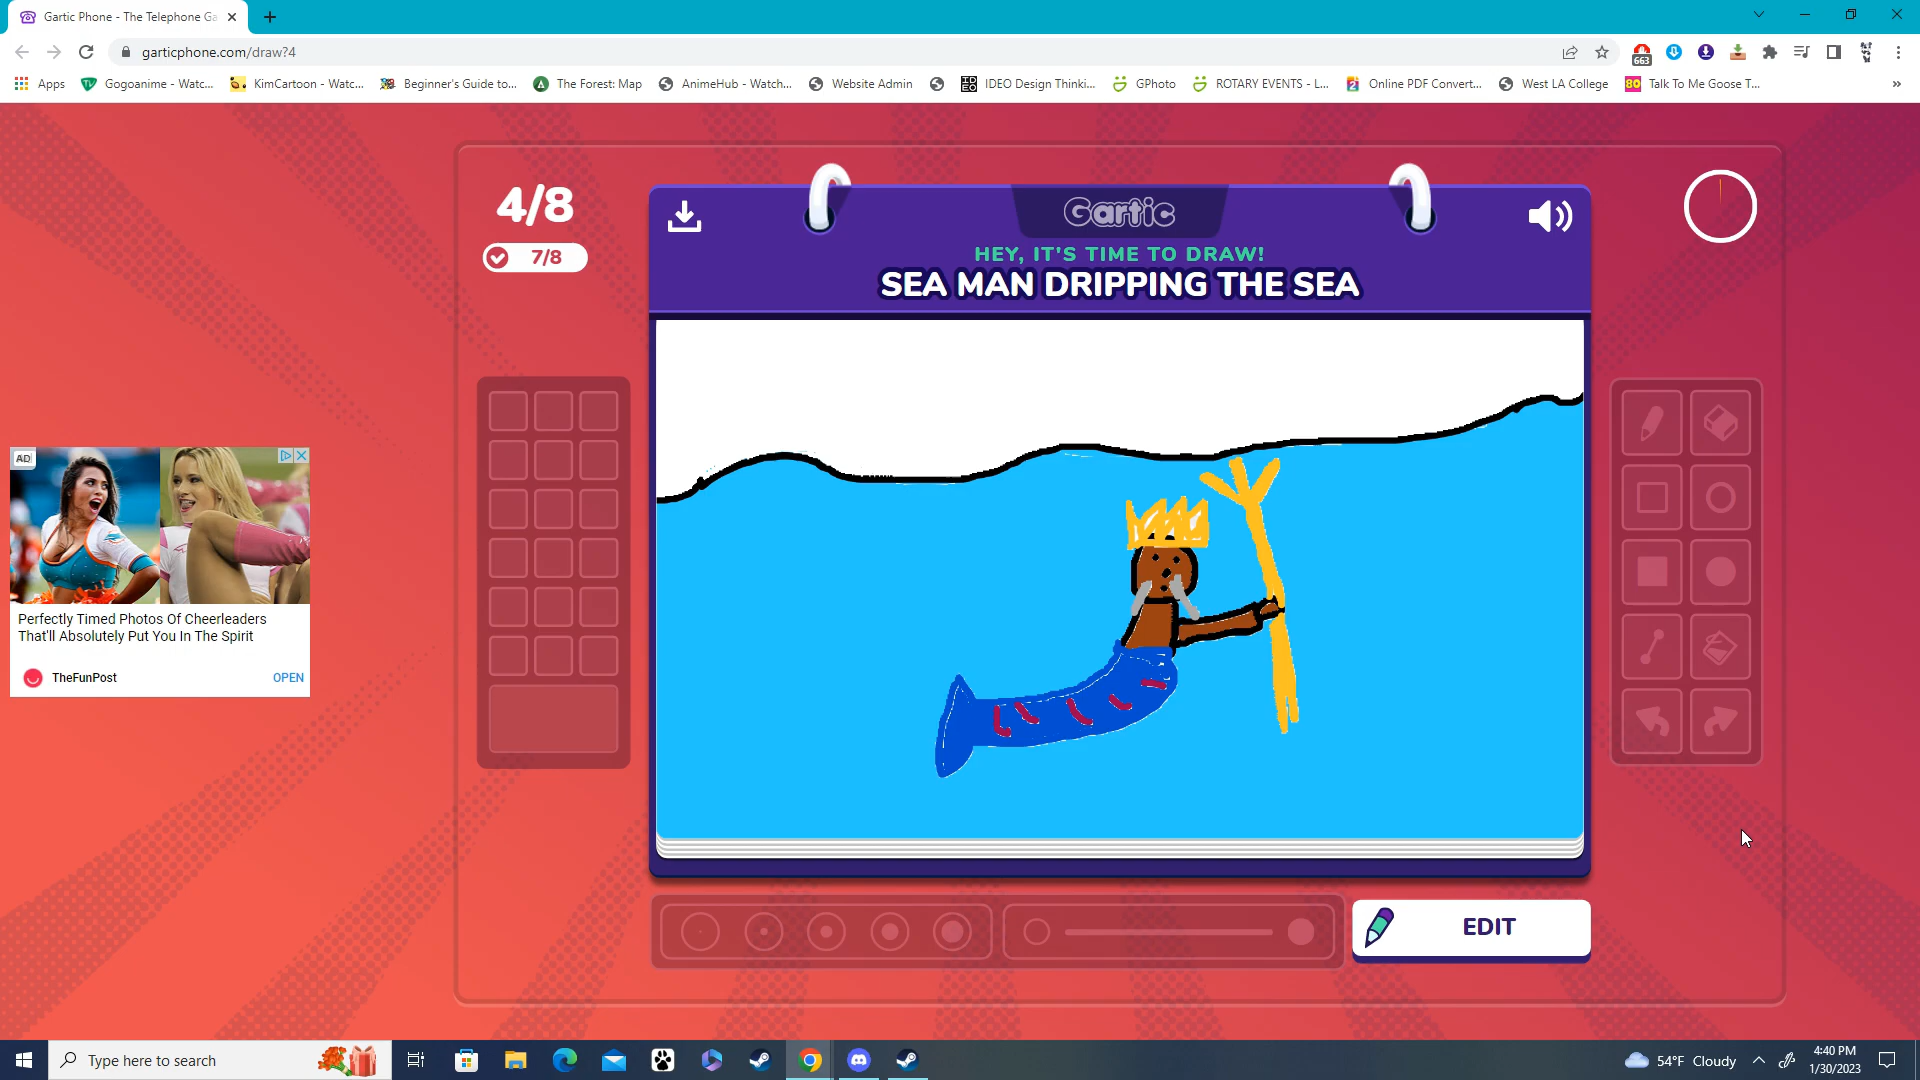 Gartic Phone - The Telephone Ga
garticphone.com/draw?4
663
Apps
Gogoanime - Watc...
KimCartoon - Watc...
Beginner's Guide to...
The Forest: Map
AnimeHub - Watch...
Website Admin
IDEO
IDEO Design Thinki...
GPhoto
ROTARY EVENTS - L...
Online PDF Convert...
West LA College
80
Talk To Me Goose T...
»
4/8
7/8
Gartic
HEY, IT'S TIME TO DRAW!
SEA MAN DRIPPING THE SEA
AD
Perfectly Timed Photos Of Cheerleaders
That'll Absolutely Put You In The Spirit
TheFunPost
OPEN
EDIT
Type here to search
54°F Cloudy
4:40 PM
1/30/2023